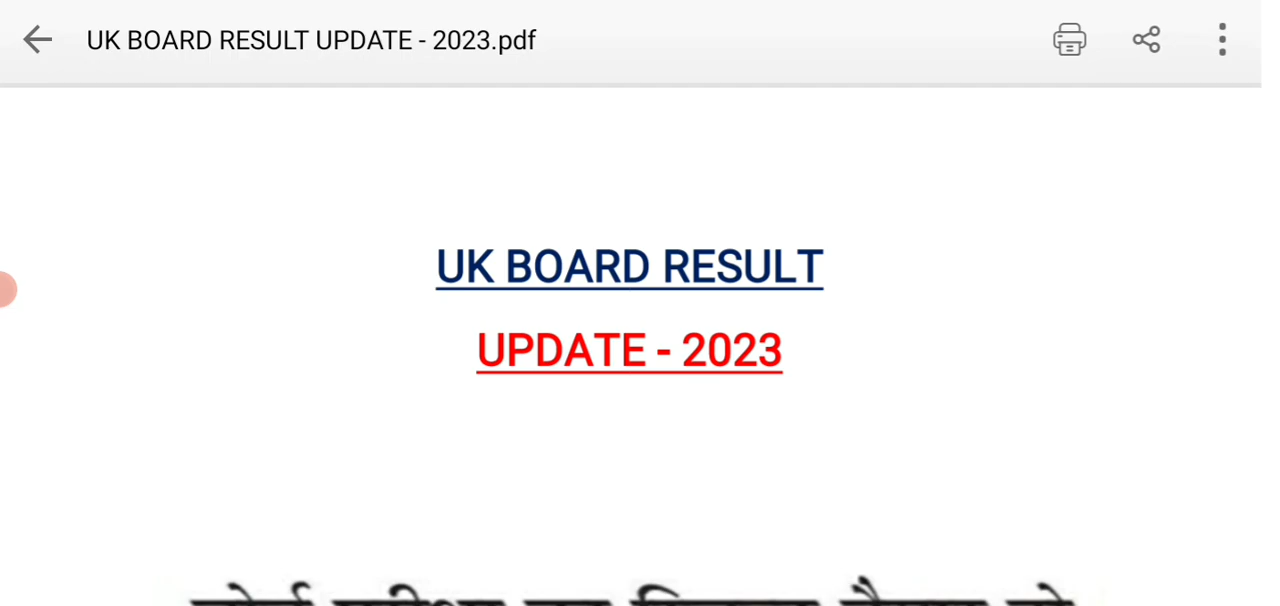 UK BOARD RESULT UPDATE - 2023.pdf
UK BOARD RESULT
UPDATE - 2023